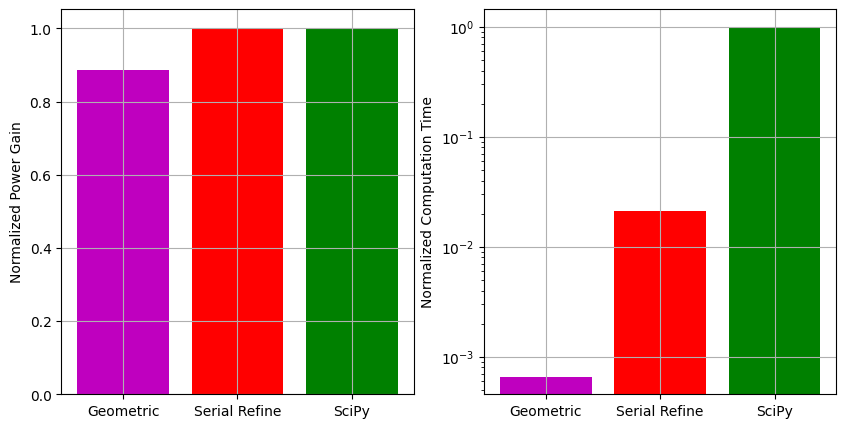 Normalized Power Gain
1.0
0.8
0.6
0.4
0.2
0.0
Geometric Serial Refine SciPy
Normalized Computation Time
10^0
10^-1
10^-2
10^-3
Geometric Serial Refine SciPy